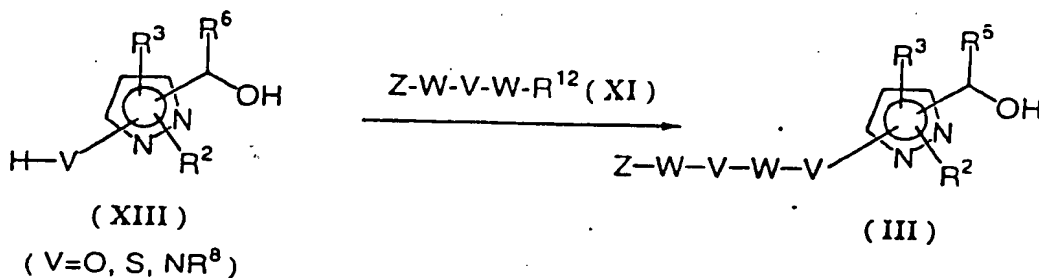 R³ R⁶ OH N N R² H—V
(XIII)
(V=O, S, NR⁸)
Z-W-V-W-R¹² (XI)
R³ R⁵ OH N N R² Z—W—V—W—V
(III)